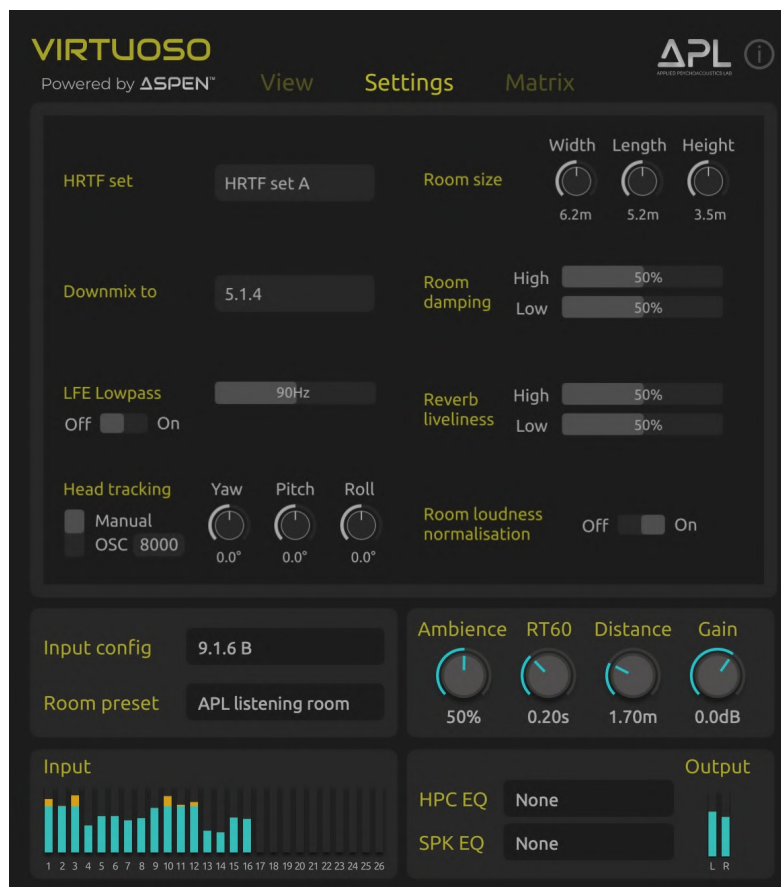 VIRTUOSO
Powered by ASPEN™
View Settings Matrix
APL
APPLIED PSYCHOACOUSTICS LAB
i
HRTF set HRTF set A
Room size
Width Length Height
6.2m 5.2m 3.5m
Downmix to 5.1.4
Room damping
High 50%
Low 50%
LFE Lowpass 90Hz
Off On
Reverb liveliness
High 50%
Low 50%
Head tracking
Manual
OSC 8000
Yaw Pitch Roll
0.0° 0.0° 0.0°
Room loudness
normalisation
Off On
Input config 9.1.6 B
Room preset APL listening room
Ambience RT60 Distance Gain
50% 0.20s 1.70m 0.0dB
Input
1 2 3 4 5 6 7 8 9 10 11 12 13 14 15 16 17 18 19 20 21 22 23 24 25 26
HPC EQ None
SPK EQ None
Output
L R